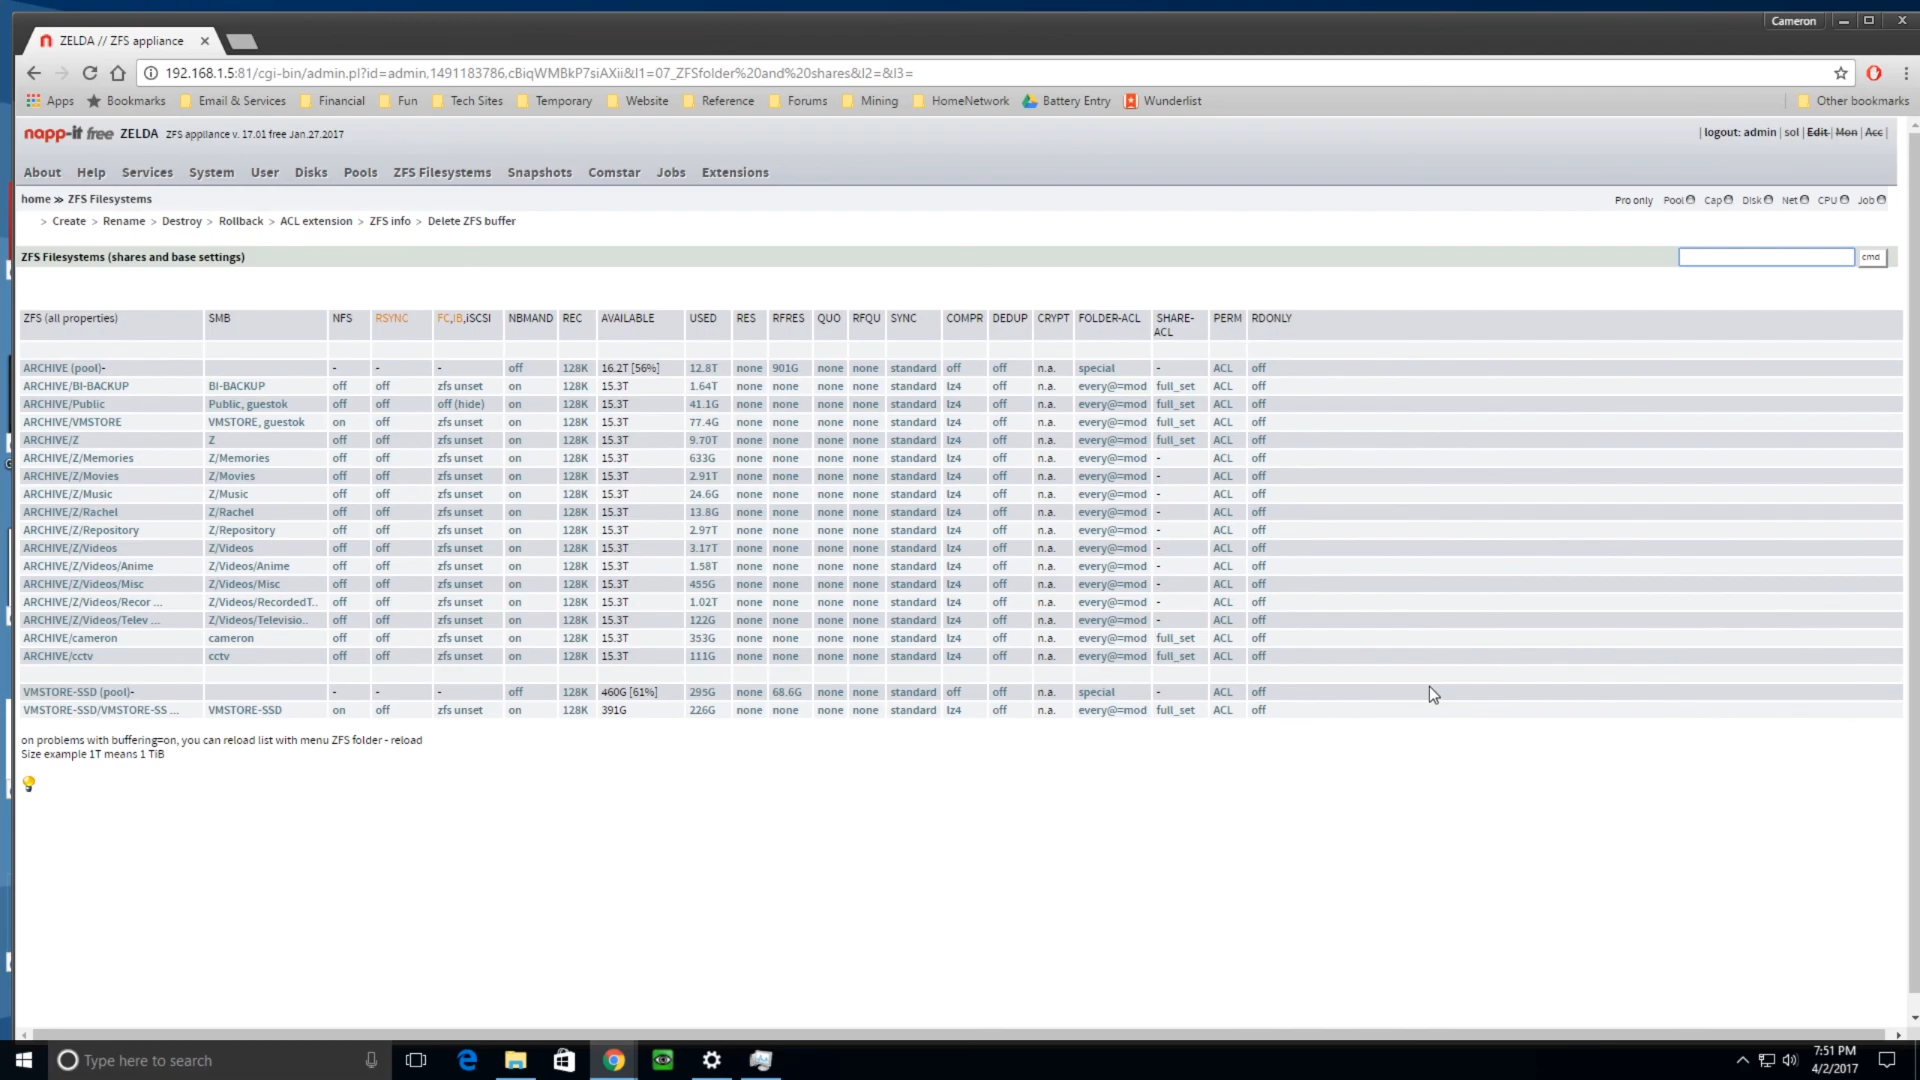 Cameron
ZELDA // ZFS appliance
192.168.1.5:81/cgi-bin/admin.pl?id=admin,1491183786,cBiqWMBkP7siAXii&l1=07_ZFSfolder%20and%20shares&l2=&l3=
Apps Bookmarks Email & Services Financial Fun Tech Sites Temporary Website Reference Forums Mining HomeNetwork Battery Entry Wunderlist Other bookmarks
napp-it free ZELDA ZFS appliance v. 17.01 free Jan.27.2017 | logout: admin | sol | Edit | Mon | Acc |
About Help Services System User Disks Pools ZFS Filesystems Snapshots Comstar Jobs Extensions
home » ZFS Filesystems Pro only Pool Cap Disk Net CPU Job
> Create > Rename > Destroy > Rollback > ACL extension > ZFS info > Delete ZFS buffer
ZFS Filesystems (shares and base settings) cmd
ZFS (all properties) SMB NFS RSYNC FC,IB,iSCSI NBMAND REC AVAILABLE USED RES RFRES QUO RFQU SYNC COMPR DEDUP CRYPT FOLDER-ACL SHARE-ACL PERM RDONLY
ARCHIVE (pool)- - - - off 128K 16.2T [56%] 12.8T none 901G none none standard off off n.a. special - ACL off
ARCHIVE/BI-BACKUP BI-BACKUP off off zfs unset on 128K 15.3T 1.64T none none none none standard lz4 off n.a. every@=mod full_set ACL off
ARCHIVE/Public Public, guestok off off off (hide) on 128K 15.3T 41.1G none none none none standard lz4 off n.a. every@=mod full_set ACL off
ARCHIVE/VMSTORE VMSTORE, guestok on off zfs unset on 128K 15.3T 77.4G none none none none standard lz4 off n.a. every@=mod full_set ACL off
ARCHIVE/Z Z off off zfs unset on 128K 15.3T 9.70T none none none none standard lz4 off n.a. every@=mod full_set ACL off
ARCHIVE/Z/Memories Z/Memories off off zfs unset on 128K 15.3T 633G none none none none standard lz4 off n.a. every@=mod - ACL off
ARCHIVE/Z/Movies Z/Movies off off zfs unset on 128K 15.3T 2.91T none none none none standard lz4 off n.a. every@=mod - ACL off
ARCHIVE/Z/Music Z/Music off off zfs unset on 128K 15.3T 24.6G none none none none standard lz4 off n.a. every@=mod - ACL off
ARCHIVE/Z/Rachel Z/Rachel off off zfs unset on 128K 15.3T 13.8G none none none none standard lz4 off n.a. every@=mod - ACL off
ARCHIVE/Z/Repository Z/Repository off off zfs unset on 128K 15.3T 2.97T none none none none standard lz4 off n.a. every@=mod - ACL off
ARCHIVE/Z/Videos Z/Videos off off zfs unset on 128K 15.3T 3.17T none none none none standard lz4 off n.a. every@=mod - ACL off
ARCHIVE/Z/Videos/Anime Z/Videos/Anime off off zfs unset on 128K 15.3T 1.58T none none none none standard lz4 off n.a. every@=mod - ACL off
ARCHIVE/Z/Videos/Misc Z/Videos/Misc off off zfs unset on 128K 15.3T 455G none none none none standard lz4 off n.a. every@=mod - ACL off
ARCHIVE/Z/Videos/Recor ... Z/Videos/RecordedT.. off off zfs unset on 128K 15.3T 1.02T none none none none standard lz4 off n.a. every@=mod - ACL off
ARCHIVE/Z/Videos/Telev ... Z/Videos/Televisio.. off off zfs unset on 128K 15.3T 122G none none none none standard lz4 off n.a. every@=mod - ACL off
ARCHIVE/cameron cameron off off zfs unset on 128K 15.3T 353G none none none none standard lz4 off n.a. every@=mod full_set ACL off
ARCHIVE/cctv cctv off off zfs unset on 128K 15.3T 111G none none none none standard lz4 off n.a. every@=mod full_set ACL off
VMSTORE-SSD (pool)- - - - off 128K 460G [61%] 295G none 68.6G none none standard off off n.a. special - ACL off
VMSTORE-SSD/VMSTORE-SS ... VMSTORE-SSD on off zfs unset on 128K 391G 226G none none none none standard lz4 off n.a. every@=mod full_set ACL off
on problems with buffering=on, you can reload list with menu ZFS folder - reload
Size example 1T means 1 TiB
Type here to search
7:51 PM
4/2/2017